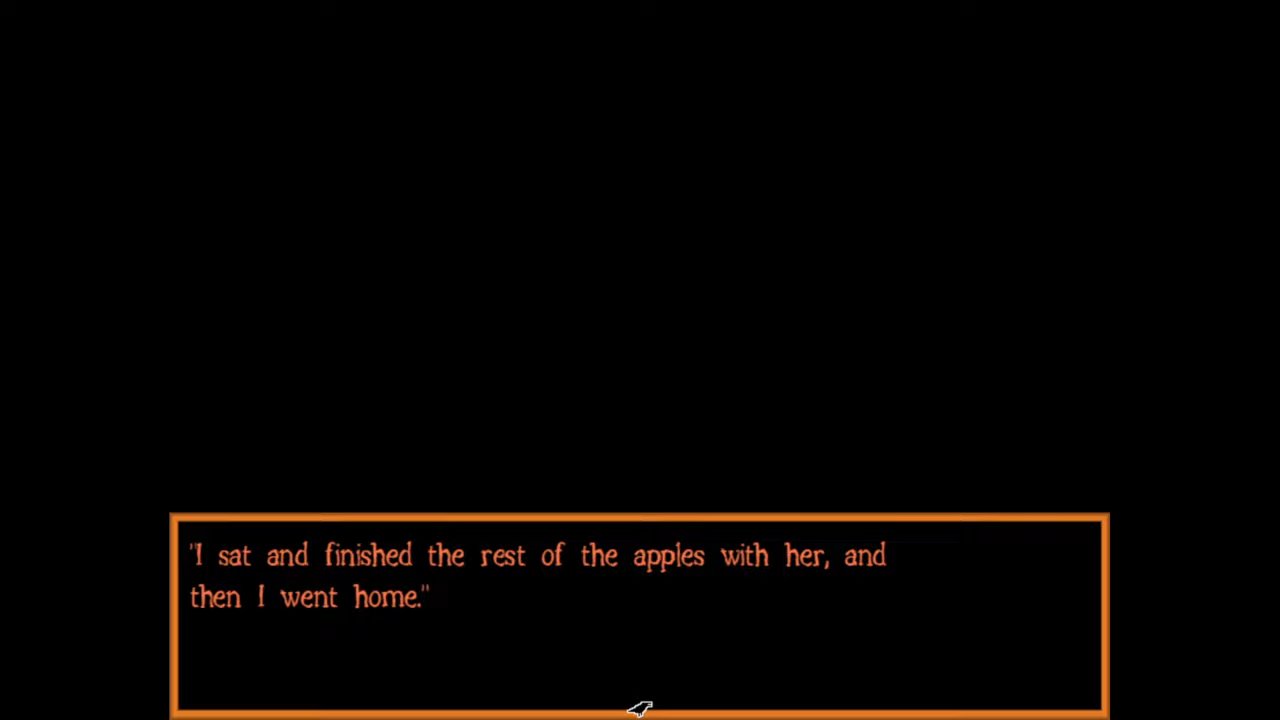 "I sat and finished the rest of the apples with her, and
then I went home."